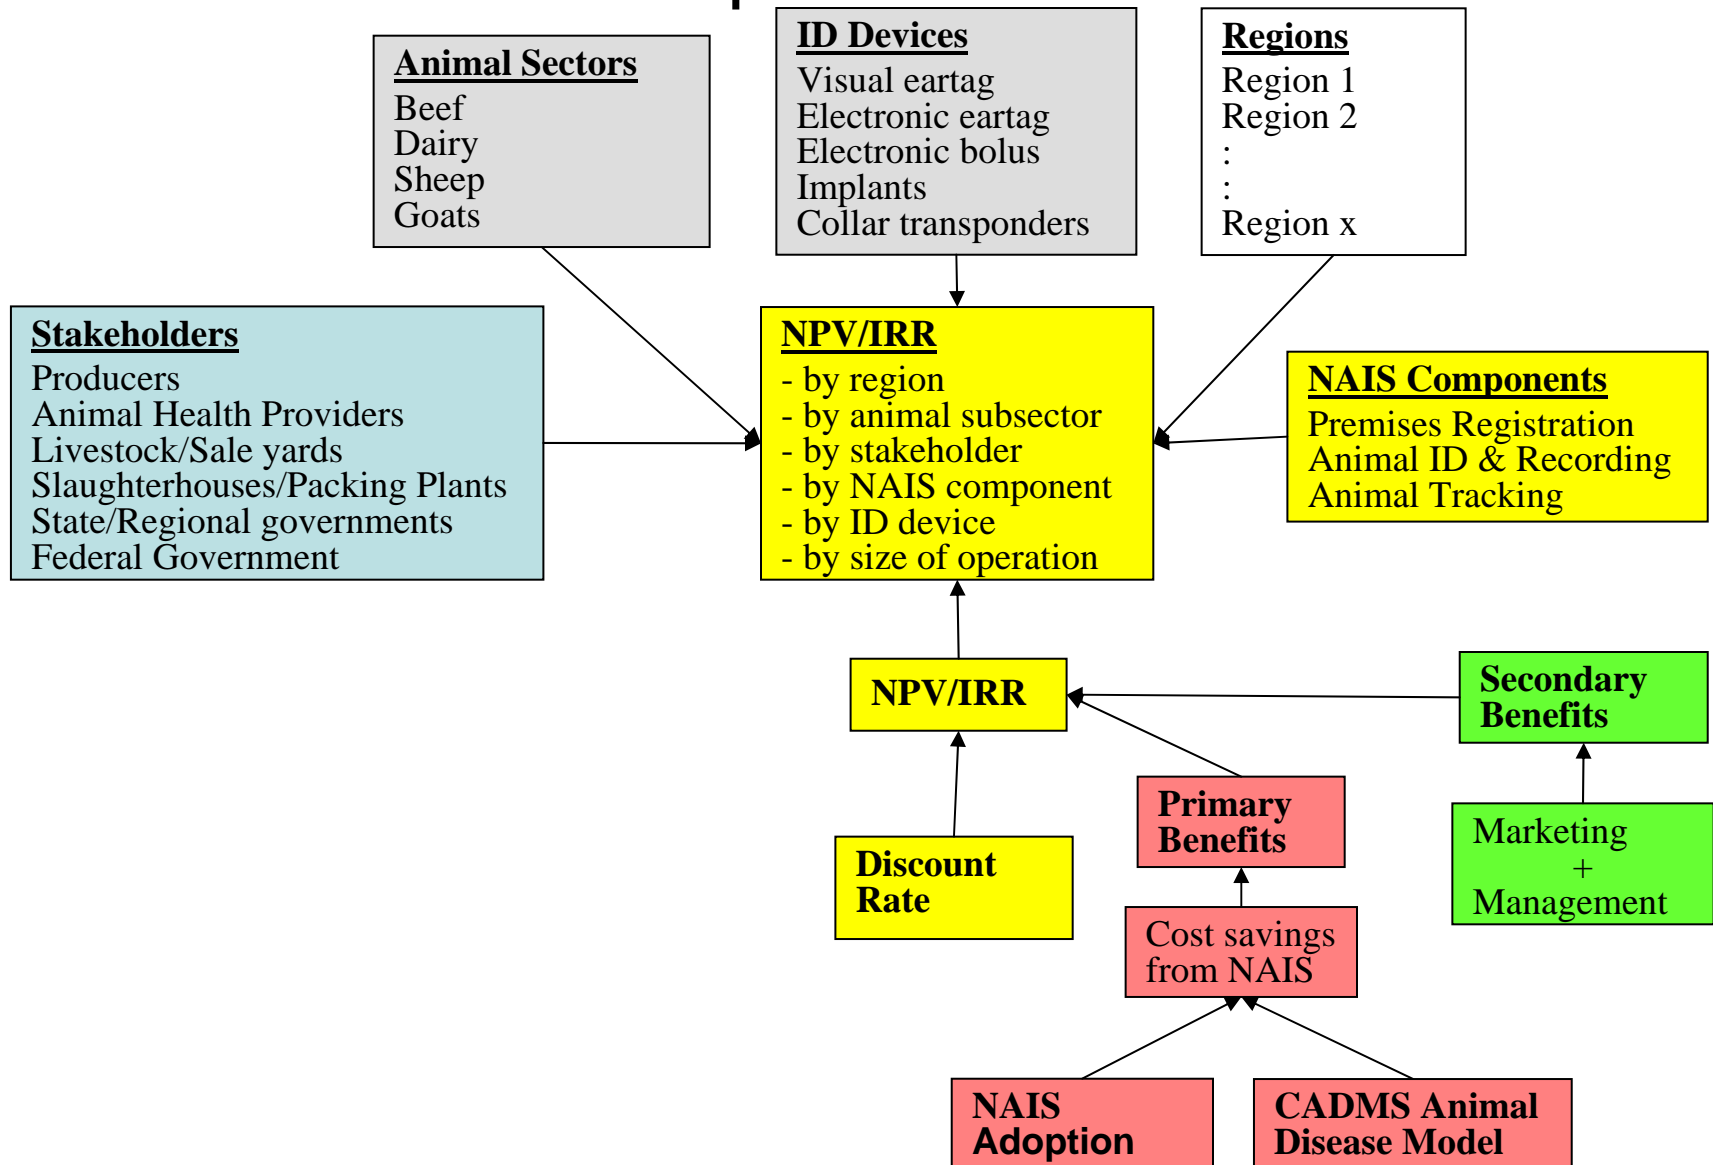 ID Devices
Visual eartag
Electronic eartag
Electronic bolus
Implants
Collar transponders
Regions
Region 1
Region 2
:
:
Region x
Animal Sectors
Beef
Dairy
Sheep
Goats
Stakeholders
Producers
Animal Health Providers
Livestock/Sale yards
Slaughterhouses/Packing Plants
State/Regional governments
Federal Government
NPV/IRR
- by region
- by animal subsector
- by stakeholder
- by NAIS component
- by ID device
- by size of operation
NAIS Components
Premises Registration
Animal ID & Recording
Animal Tracking
NPV/IRR
Secondary
Benefits
Primary
Benefits
Marketing
+
Management
Discount
Rate
Cost savings
from NAIS
NAIS
Adoption
CADMS Animal
Disease Model